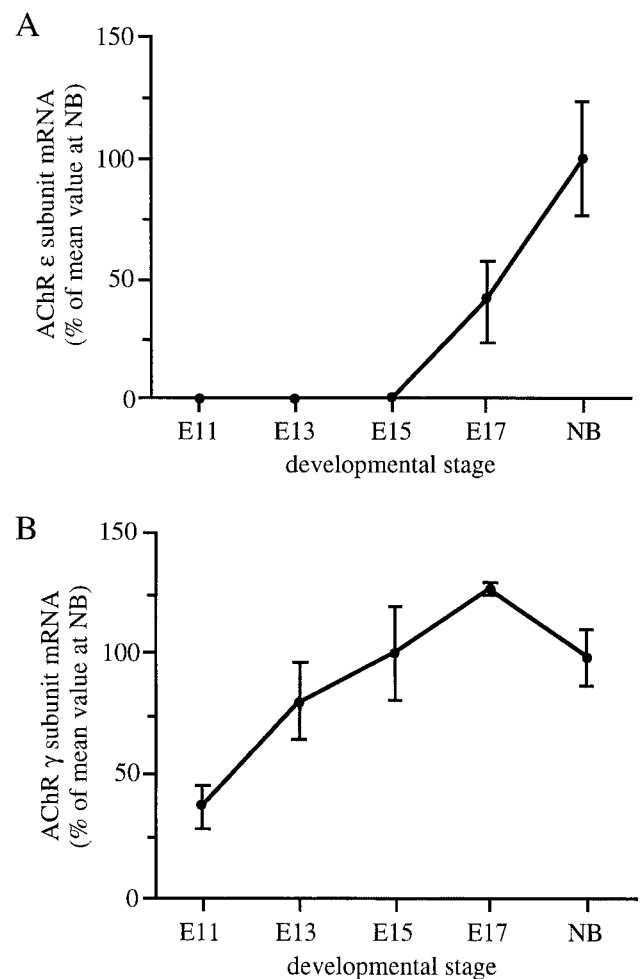 A
AChR ε subunit mRNA
(% of mean value at NB)
150
100
50
0
E11 E13 E15 E17 NB
developmental stage
B
AChR γ subunit mRNA
(% of mean value at NB)
150
100
50
0
E11 E13 E15 E17 NB
developmental stage